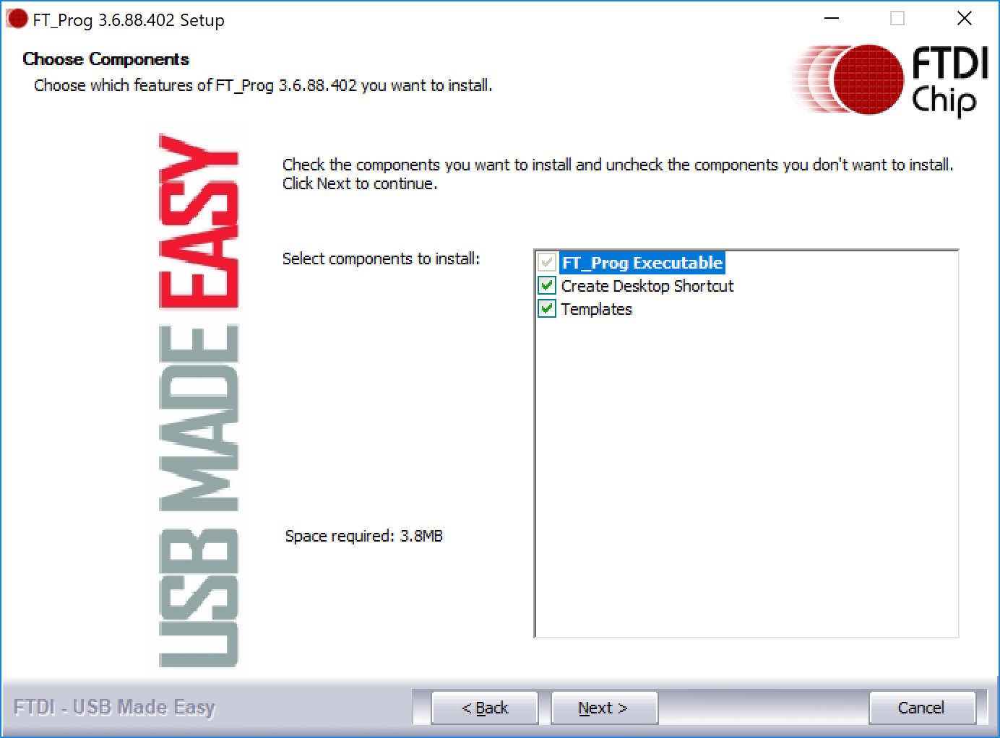 FT_Prog 3.6.88.402 Setup
Choose Components
Choose which features of FT_Prog 3.6.88.402 you want to install.
FTDI
Chip
USB MADE EASY
Check the components you want to install and uncheck the components you don't want to install.
Click Next to continue.
Select components to install:
FT_Prog Executable
Create Desktop Shortcut
Templates
Space required: 3.8MB
FTDI - USB Made Easy
< Back
Next >
Cancel